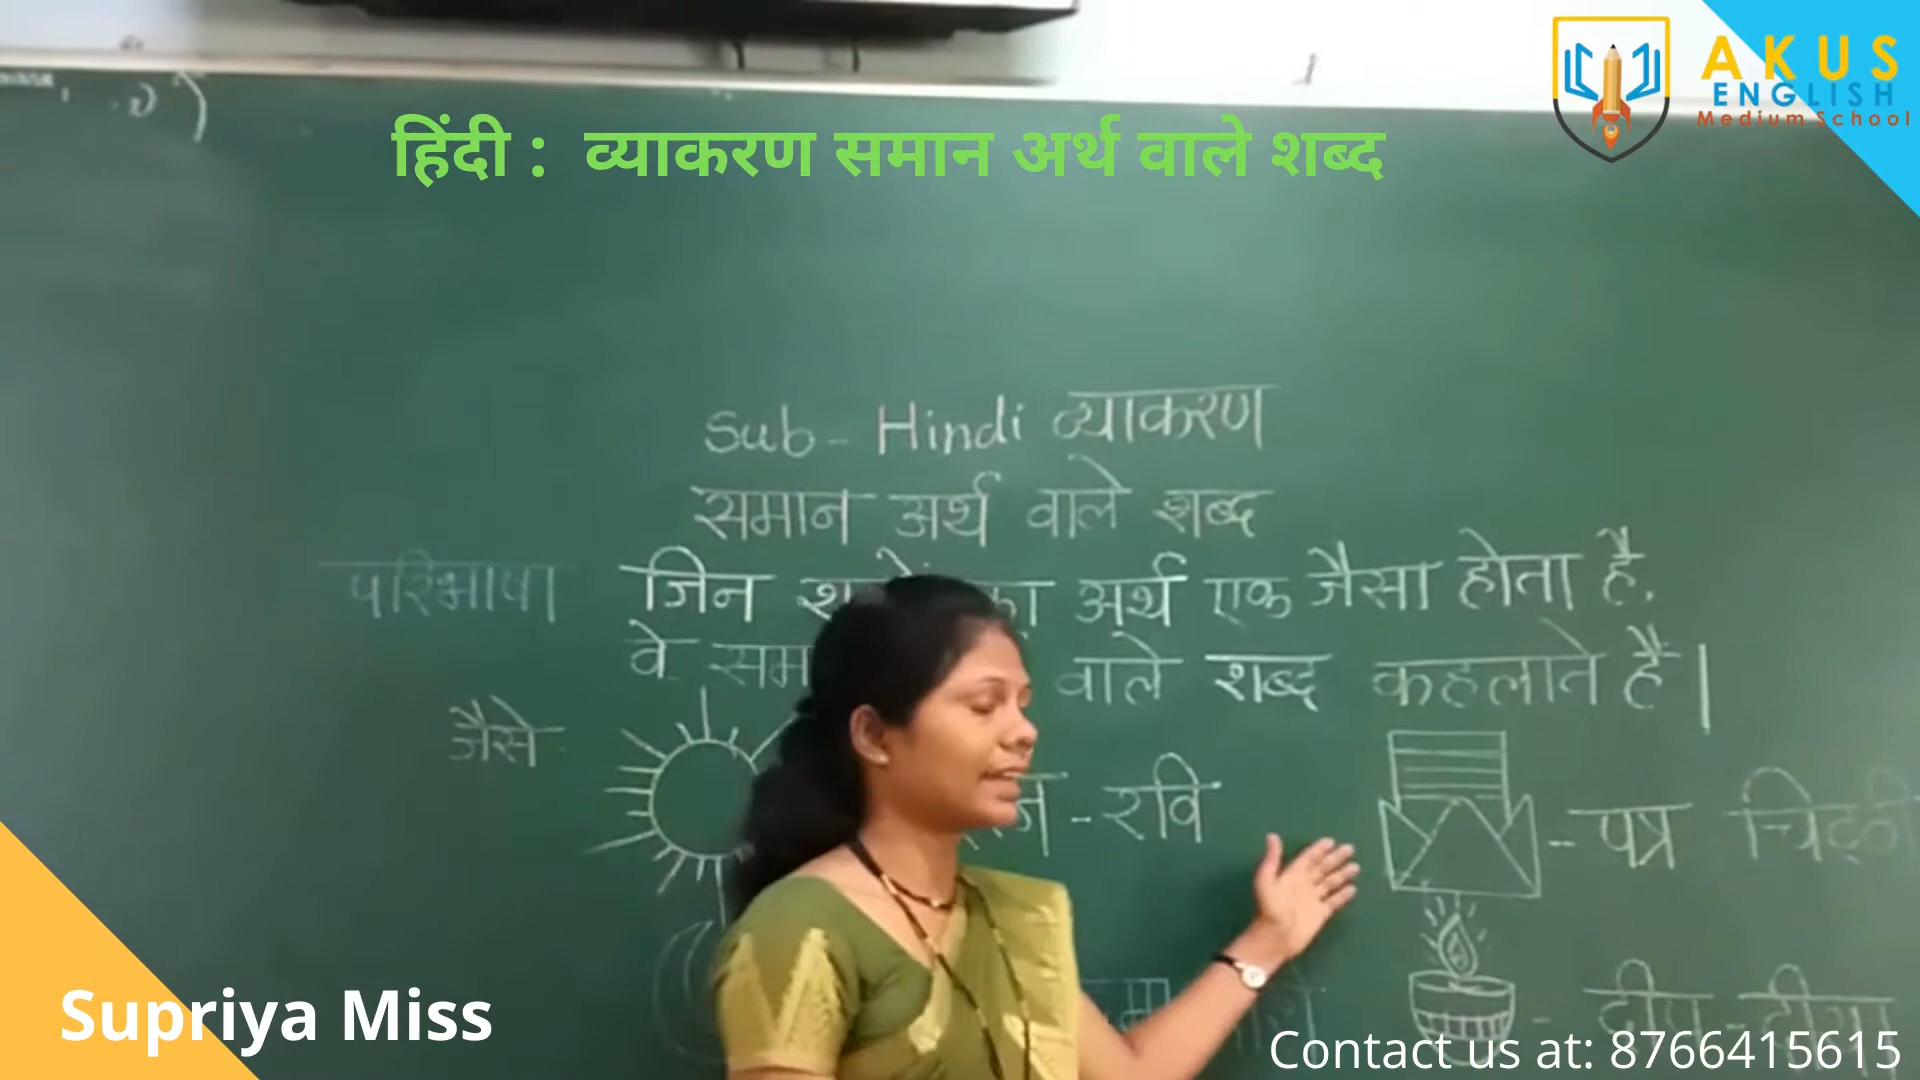 AKUS
ENGLISH
Medium School
हिंदी : व्याकरण समान अर्थ वाले शब्द
Sub - Hindi व्याकरण
समान अर्थ वाले शब्द
परिभाषा जिन का अर्थ एक जैसा होता है,
वे वाले शब्द कहलाते हैं।
जैसे
- रवि
- पत्र चिट्ठी
- दीप - दीया
Supriya Miss
Contact us at: 8766415615